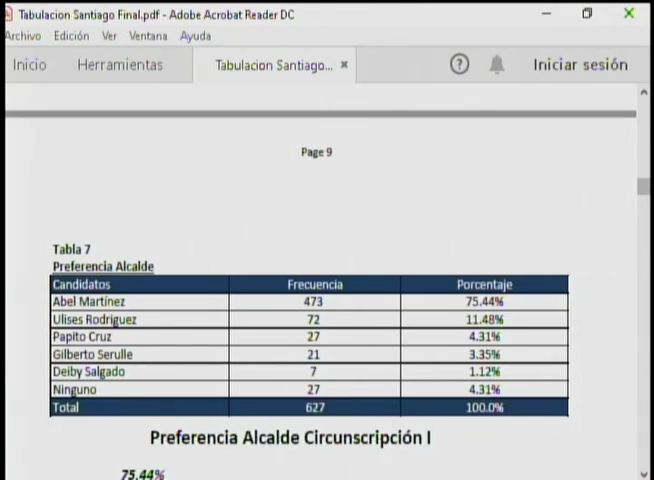 Tabulacion Santiago Final.pdf - Adobe Acrobat Reader DC
Archivo Edición Ver Ventana Ayuda
Inicio Herramientas Tabulacion Santiago... × ? Iniciar sesión
Page 9
Tabla 7
Preferencia Alcalde
Candidatos Frecuencia Porcentaje
Abel Martínez 473 75.44%
Ulises Rodriguez 72 11.48%
Papito Cruz 27 4.31%
Gilberto Serulle 21 3.35%
Deiby Salgado 7 1.12%
Ninguno 27 4.31%
Total 627 100.0%
Preferencia Alcalde Circunscripción I
75.44%